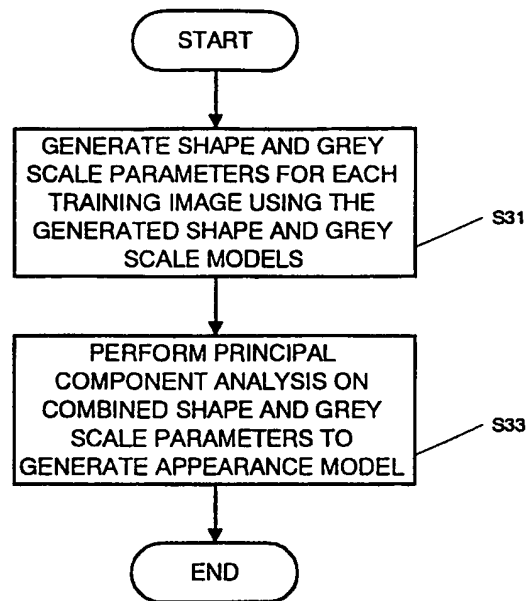 START
GENERATE SHAPE AND GREY
SCALE PARAMETERS FOR EACH
TRAINING IMAGE USING THE
GENERATED SHAPE AND GREY
SCALE MODELS
S31
PERFORM PRINCIPAL
COMPONENT ANALYSIS ON
COMBINED SHAPE AND GREY
SCALE PARAMETERS TO
GENERATE APPEARANCE MODEL
S33
END